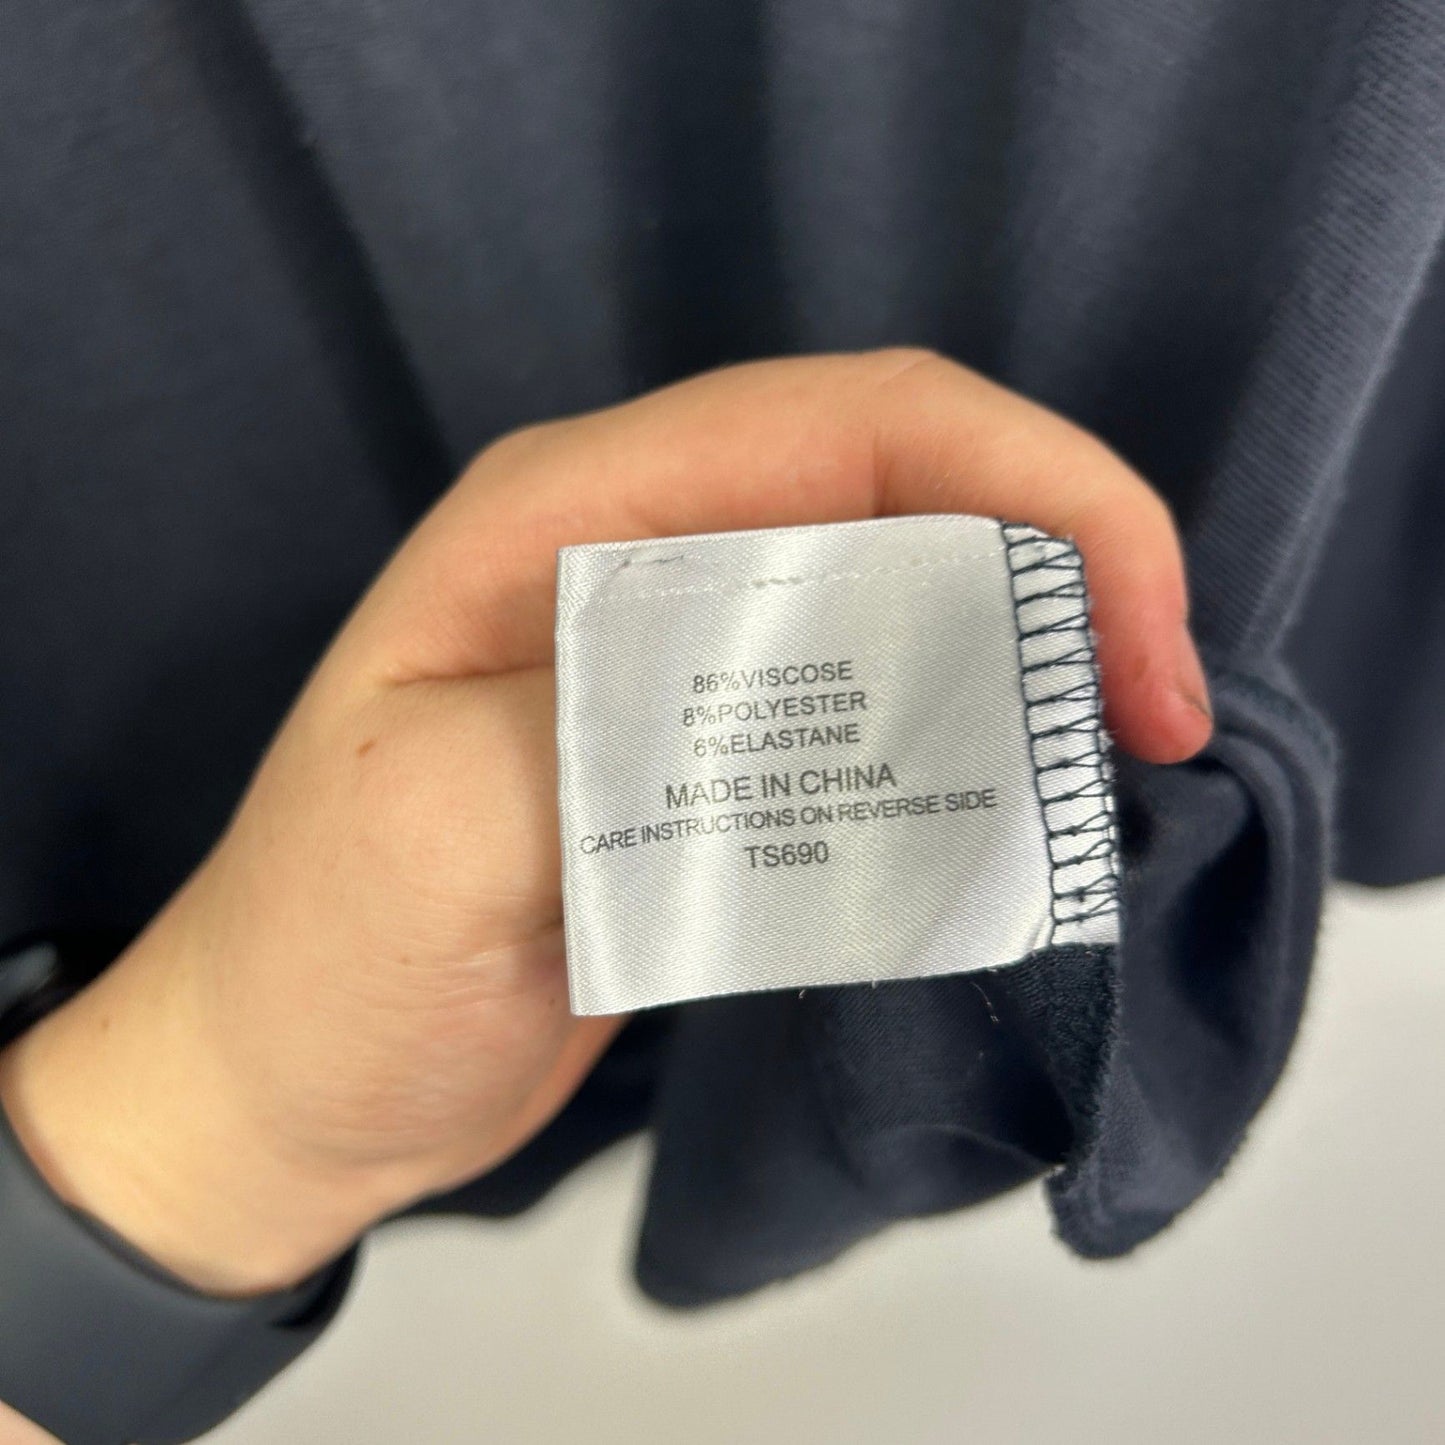 86%VISCOSE
8%POLYESTER
6%ELASTANE
MADE IN CHINA
CARE INSTRUCTIONS ON REVERSE SIDE
TS690